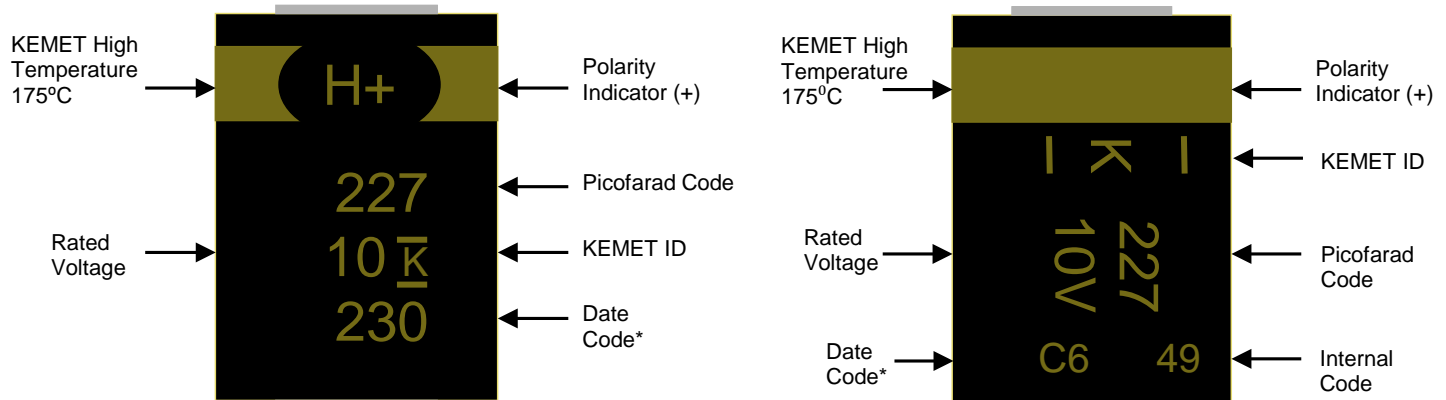 KEMET High
Temperature
175ºC
H+
Polarity
Indicator (+)
227
Picofarad Code
Rated
Voltage
10 K
KEMET ID
230
Date
Code*
KEMET High
Temperature
175⁰C
Polarity
Indicator (+)
K
KEMET ID
Rated
Voltage
227
10V
Picofarad
Code
Date
Code*
C6 49
Internal
Code